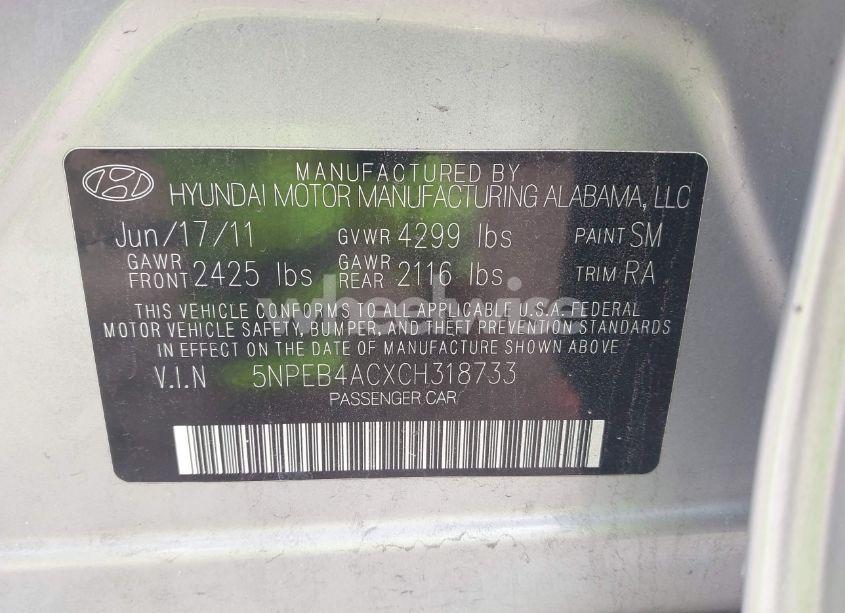 MANUFACTURED BY
HYUNDAI MOTOR MANUFACTURING ALABAMA, LLC
Jun/17/11 GVWR 4299 lbs PAINT SM
GAWR FRONT 2425 lbs GAWR REAR 2116 lbs TRIM RA
wheelwire
THIS VEHICLE CONFORMS TO ALL APPLICABLE U.S.A. FEDERAL
MOTOR VEHICLE SAFETY, BUMPER, AND THEFT PREVENTION STANDARDS
IN EFFECT ON THE DATE OF MANUFACTURE SHOWN ABOVE.
V.I.N 5NPEB4ACXCH318733
PASSENGER CAR